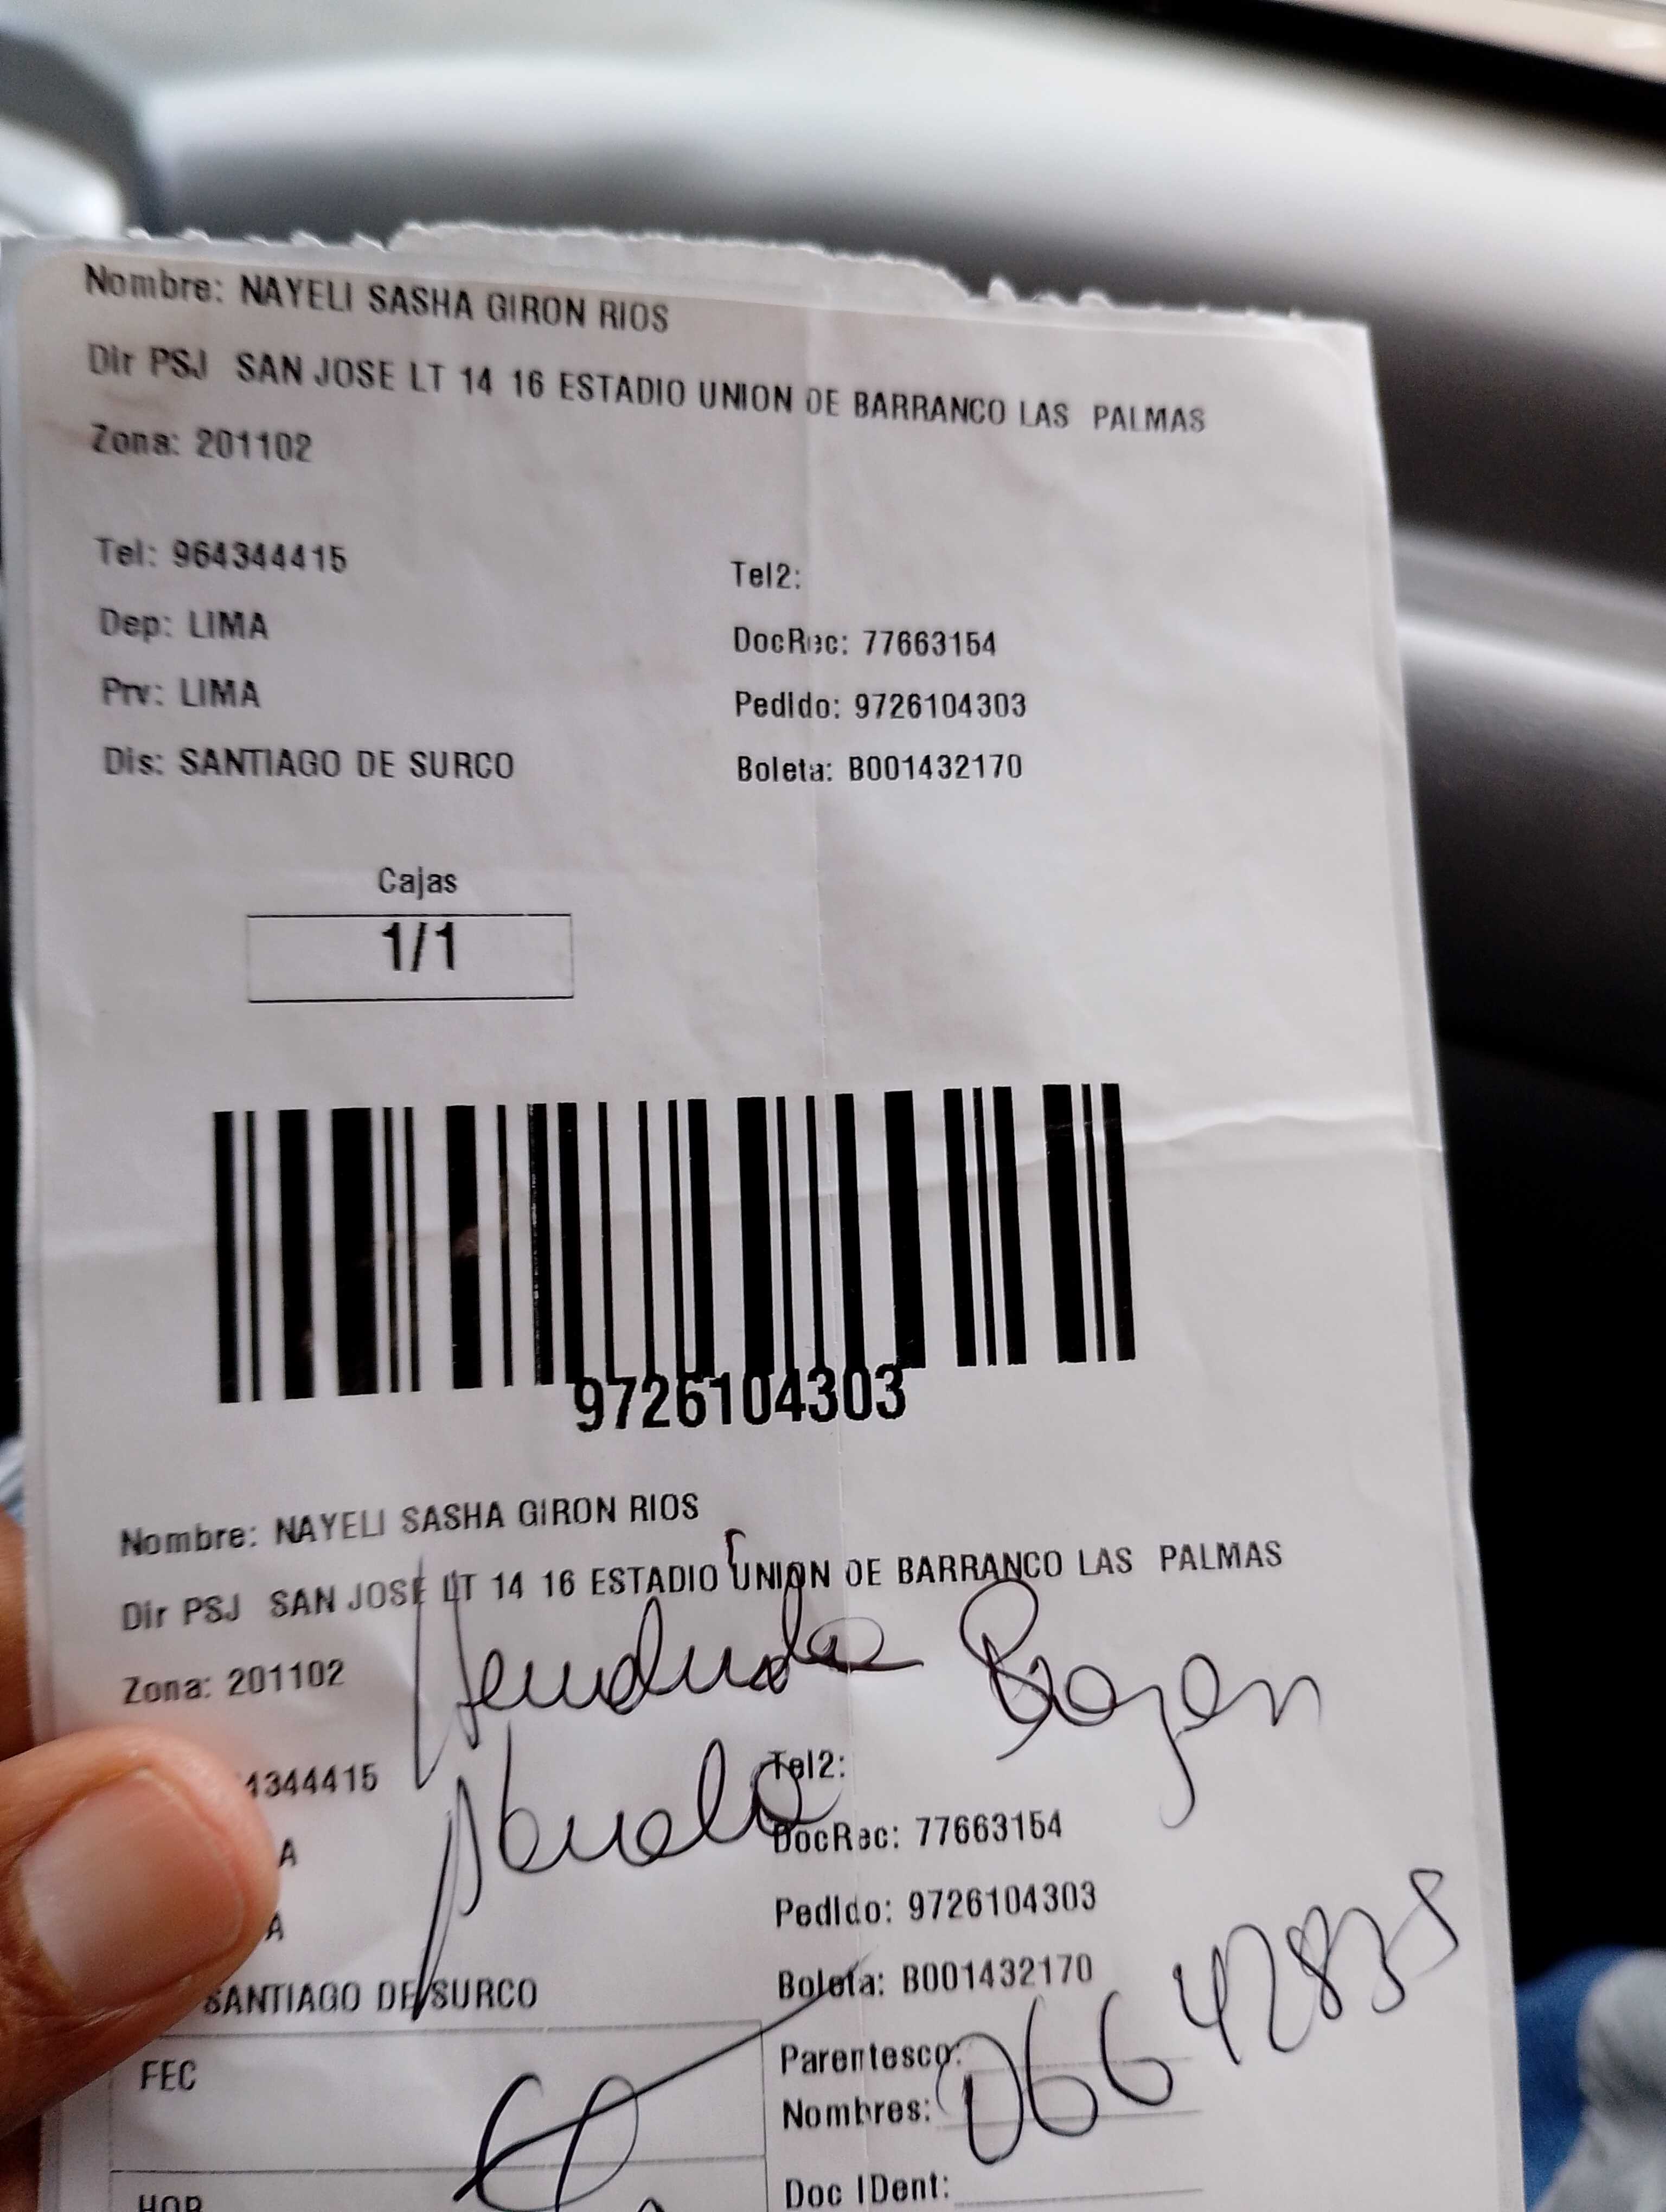 Nombre: NAYELI SASHA GIRON RIOS
Dir PSJ SAN JOSE LT 14 16 ESTADIO UNION DE BARRANCO LAS PALMAS
Zona: 201102
Tel: 964344415
Tel2:
Dep: LIMA
DocRec: 77663154
Prv: LIMA
Pedido: 9726104303
Dis: SANTIAGO DE SURCO
Boleta: B001432170
Cajas
1/1
9726104303
Nombre: NAYELI SASHA GIRON RIOS
Dir PSJ SAN JOSE LT 14 16 ESTADIO UNION DE BARRANCO LAS PALMAS
Zona: 201102
Tel2:
4344415
Abuela
DocRec: 77663154
A
Pedido: 9726104303
A
Boleta: B001432170
SANTIAGO DE SURCO
FEC
Parentesco:
Nombres:
Doc IDent:
HOR